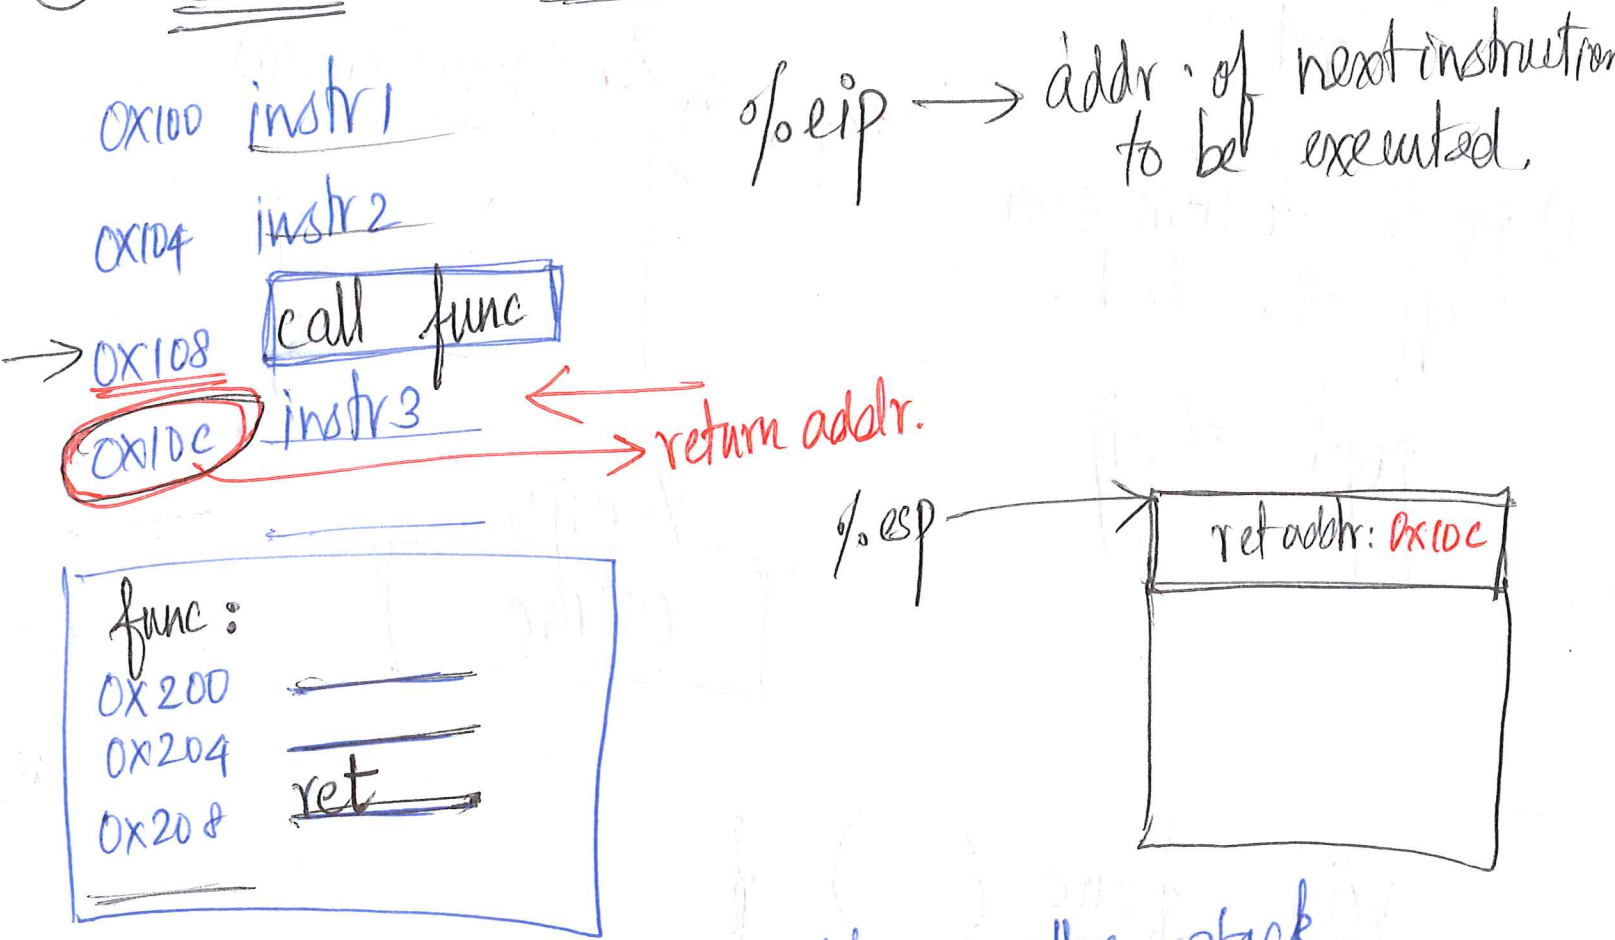 0X100 instr1
%eip → addr. of next instruction
to be executed.
0X104 instr2
call func
→ 0X108
0X10C instr3
return addr.
%esp
ret addr: 0X10C
func:
0X200
0X204
ret
0X208
stack